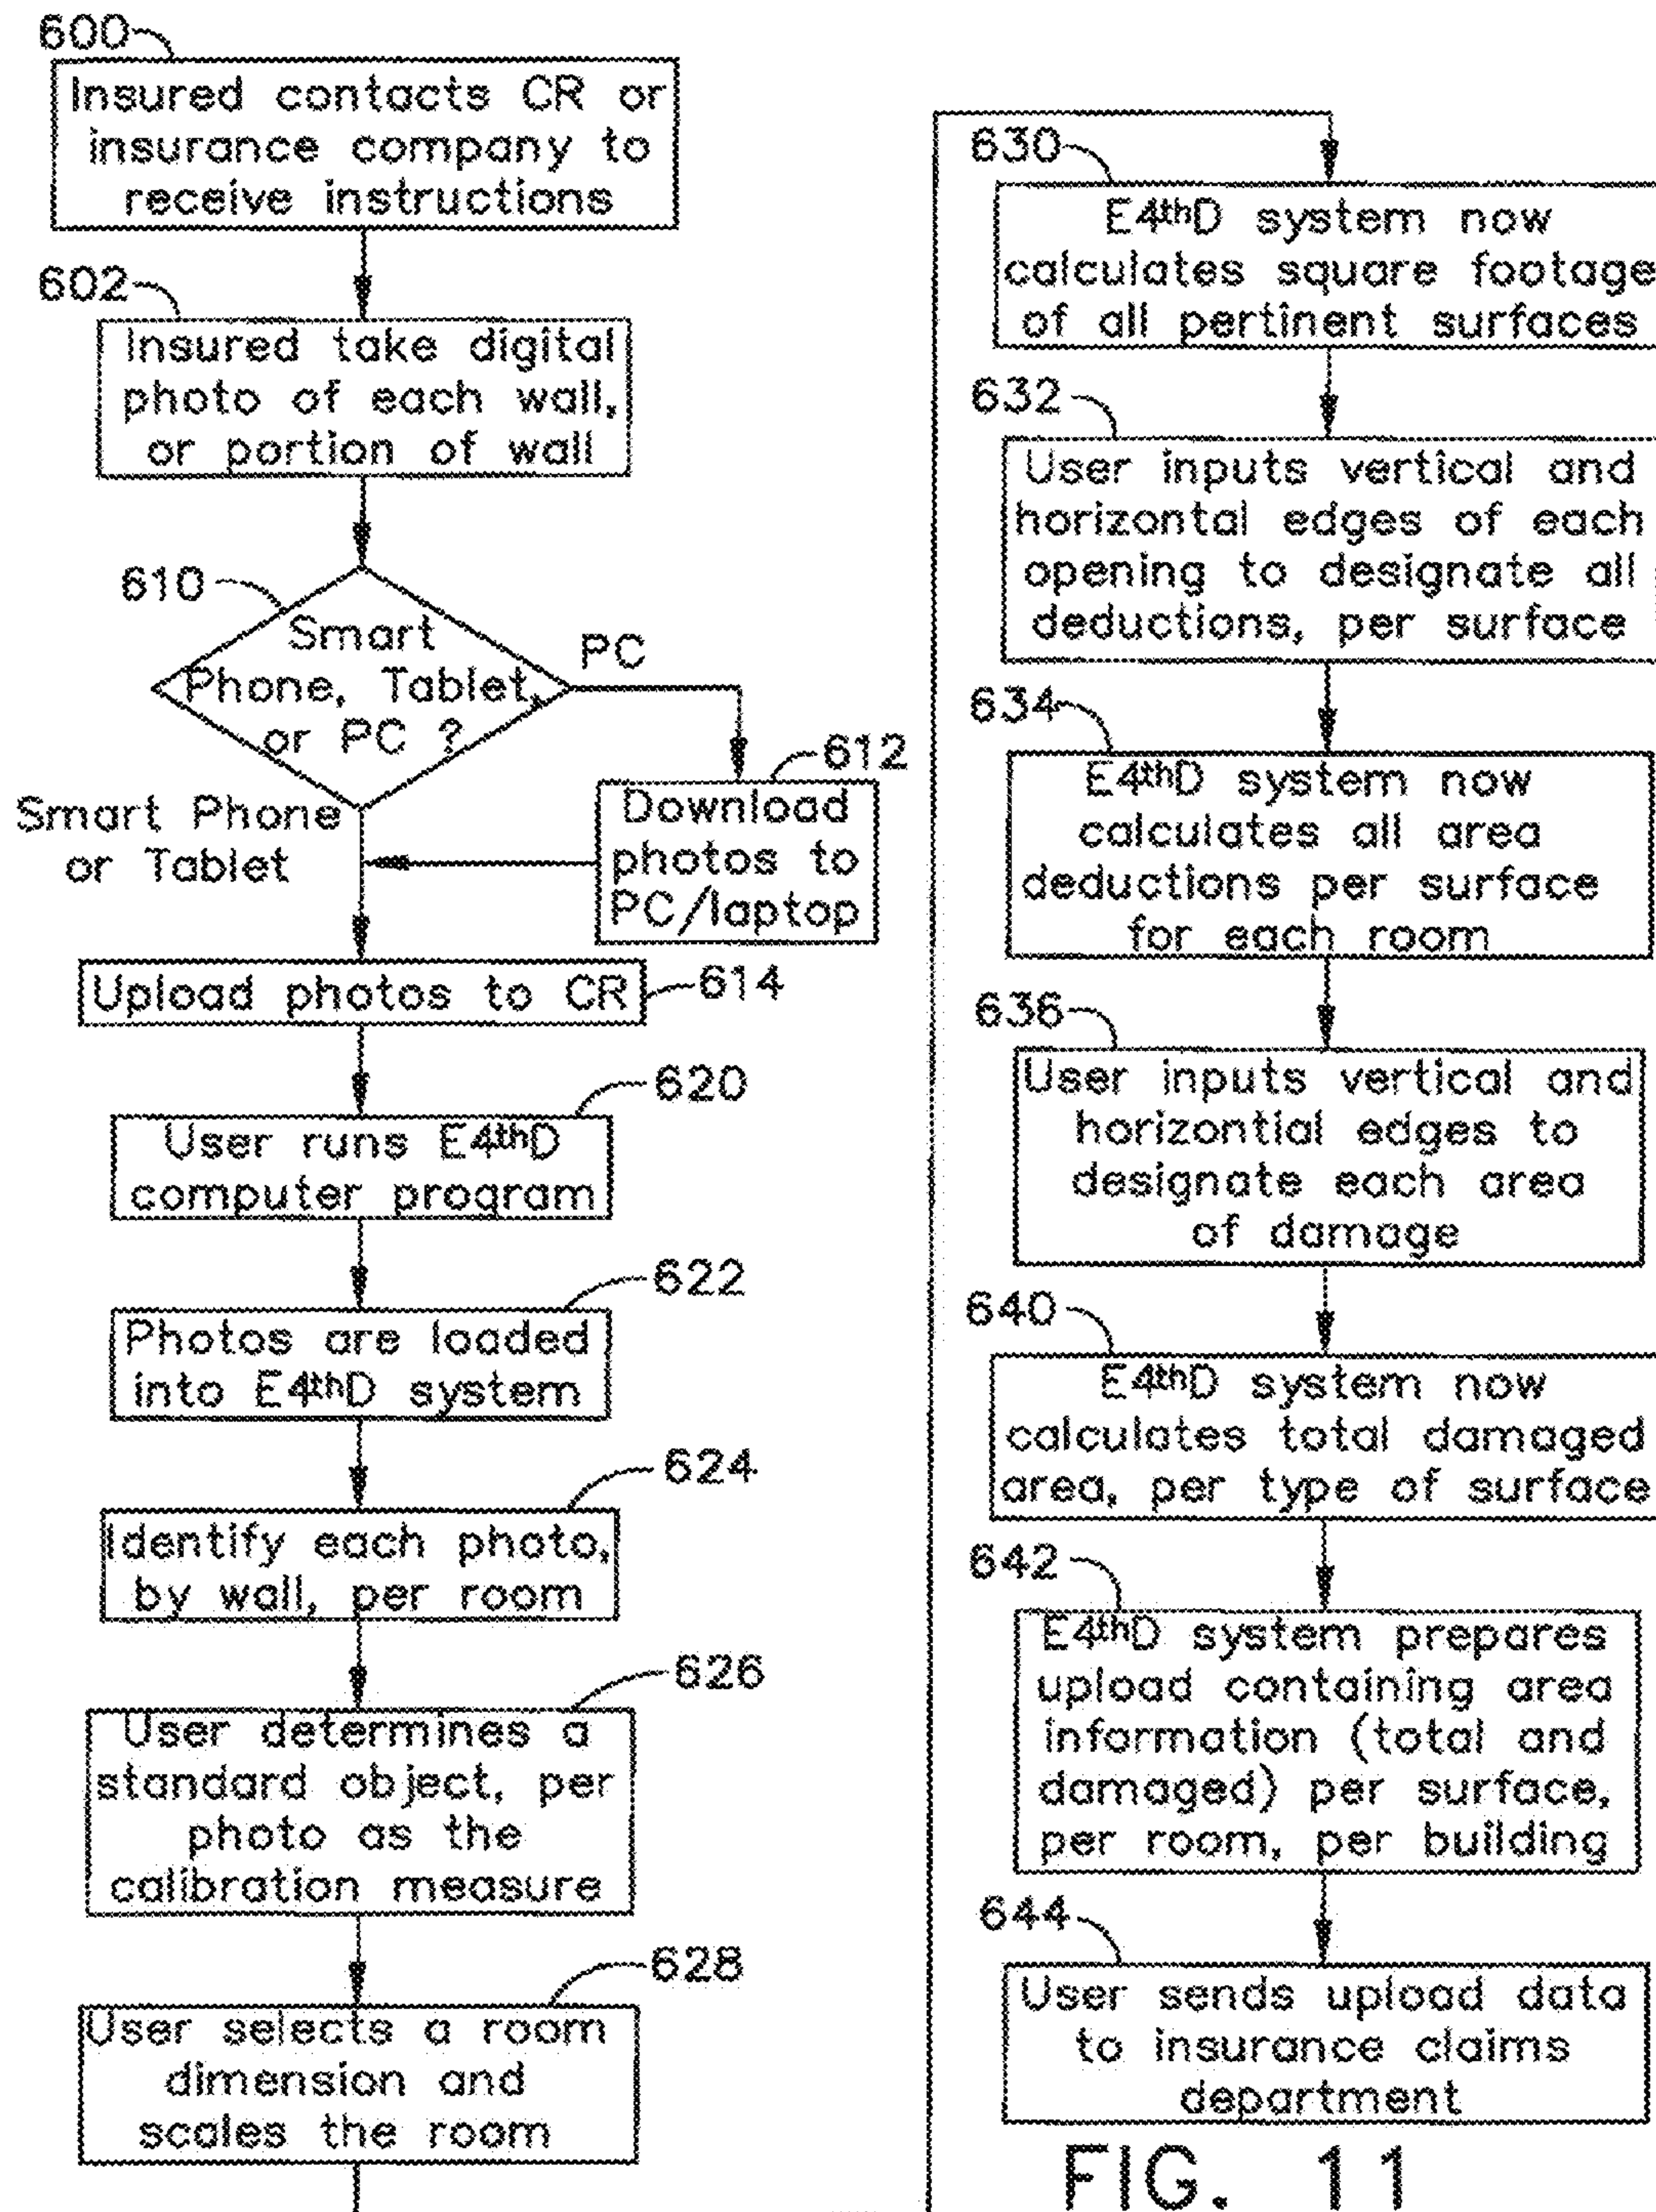 600
Insured contacts CR or
insurance company to
receive instructions
602
Insured take digital
photo of each wall,
or portion of wall
610
Smart
Phone, Tablet,
or PC ?
PC
Smart Phone
or Tablet
612
Download
photos to
PC/laptop
Upload photos to CR
614
620
User runs E4thD
computer program
622
Photos are loaded
into E4thD system
624
Identify each photo,
by wall, per room
626
User determines a
standard object, per
photo as the
calibration measure
628
User selects a room
dimension and
scales the room
630
E4thD system now
calculates square footage
of all pertinent surfaces
632
User inputs vertical and
horizontal edges of each
opening to designate all
deductions, per surface
634
E4thD system now
calculates all area
deductions per surface
for each room
636
User inputs vertical and
horizontial edges to
designate each area
of damage
640
E4thD system now
calculates total damaged
area, per type of surface
642
E4thD system prepares
upload containing area
information (total and
damaged) per surface,
per room, per building
644
User sends upload data
to insurance claims
department
FIG. 11